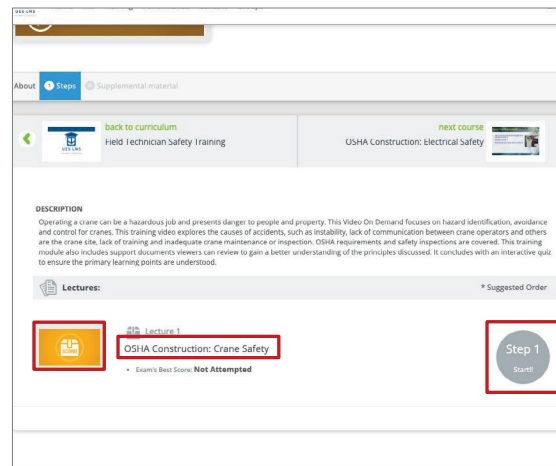 UES LMS
About 1 Steps Supplemental material
back to curriculum
Field Technician Safety Training
next course
OSHA Construction: Electrical Safety
UES LMS
DESCRIPTION
Operating a crane can be a hazardous job and presents danger to people and property. This Video On Demand focuses on hazard identification, avoidance
and control for cranes. This training video explores the causes of accidents, such as instability, lack of communication between crane operators and others
are the crane site, lack of training and inadequate crane maintenance or inspection. OSHA requirements and safety inspections are covered. This training
module also includes support documents viewers can review to gain a better understanding of the principles discussed. It concludes with an interactive quiz
to ensure the primary learning points are understood.
Lectures:
* Suggested Order
Lecture 1
OSHA Construction: Crane Safety
• Exam's Best Score: Not Attempted
SCORM
Step 1
Start!!